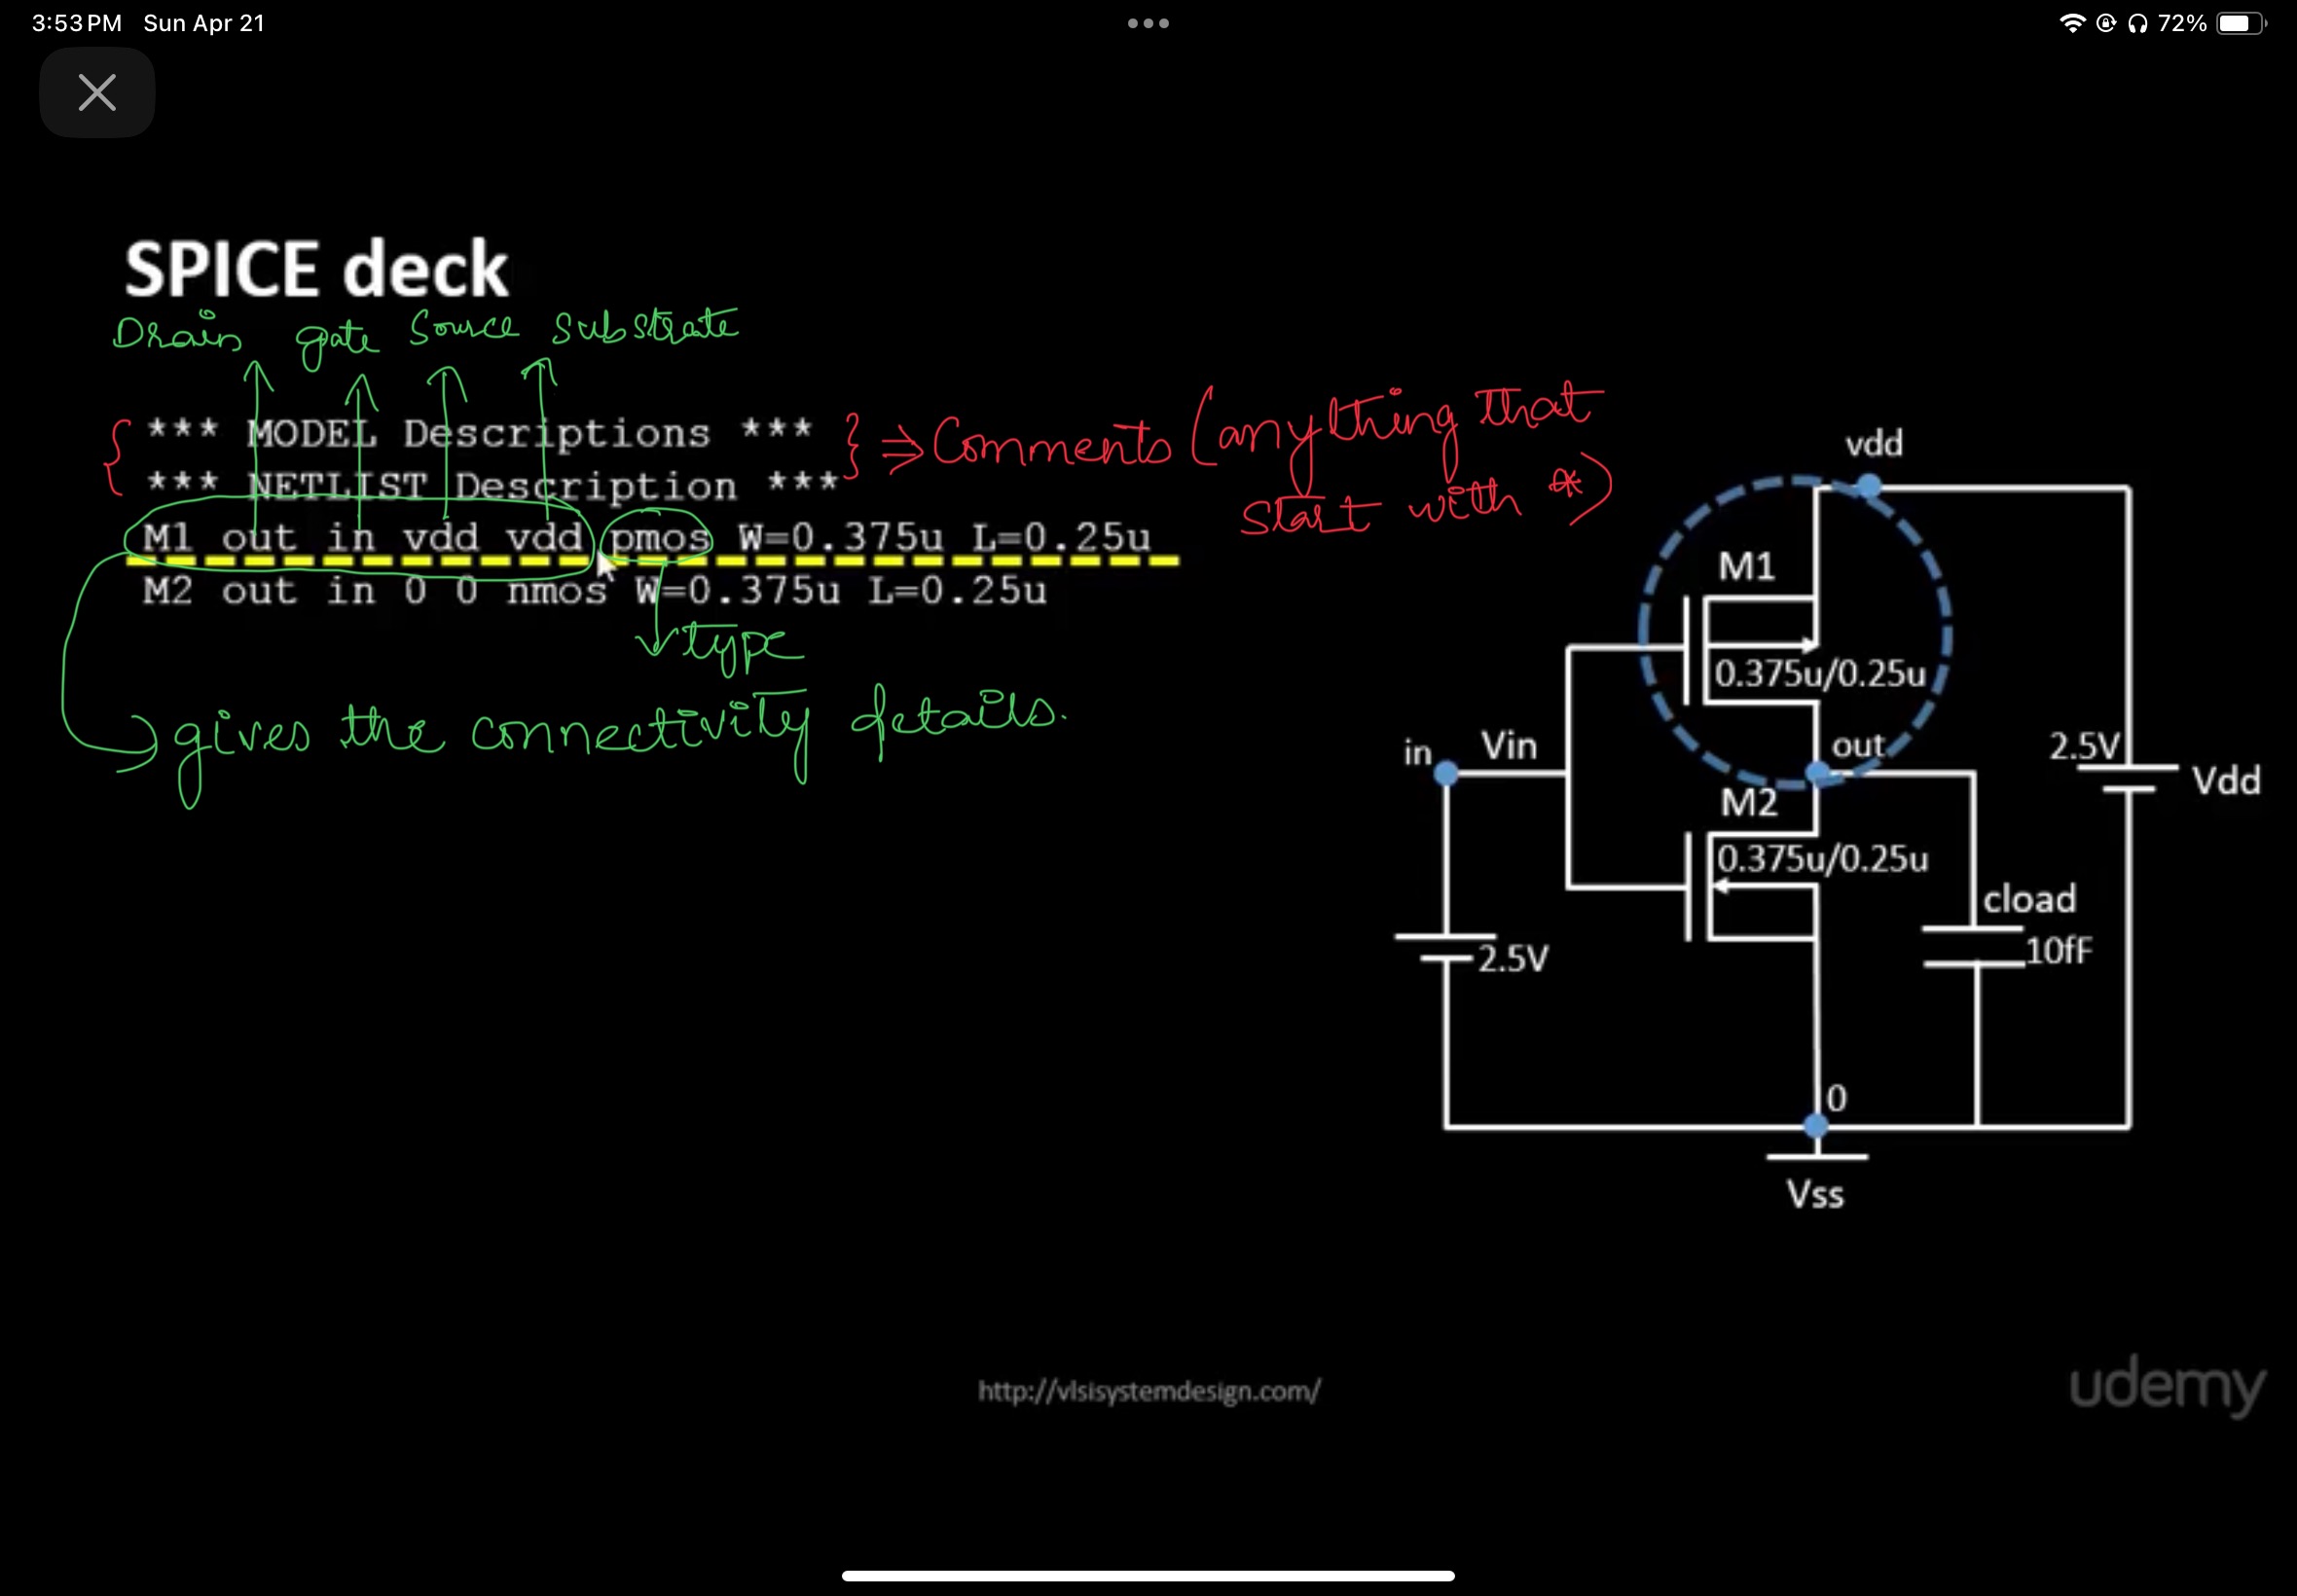 3:53 PM Sun Apr 21
72%
SPICE deck
Drain gate Source Substrate
*** MODEL Descriptions ***
*** NETLIST Description ***
} => Comments (anything that
start with *)
M1 out in vdd vdd pmos W=0.375u L=0.25u
M2 out in 0 0 nmos W=0.375u L=0.25u
type
gives the connectivity details.
vdd
M1
0.375u/0.25u
in Vin
out
2.5V
Vdd
M2
0.375u/0.25u
cload
10fF
2.5V
0
Vss
http://vlsisystemdesign.com/
udemy